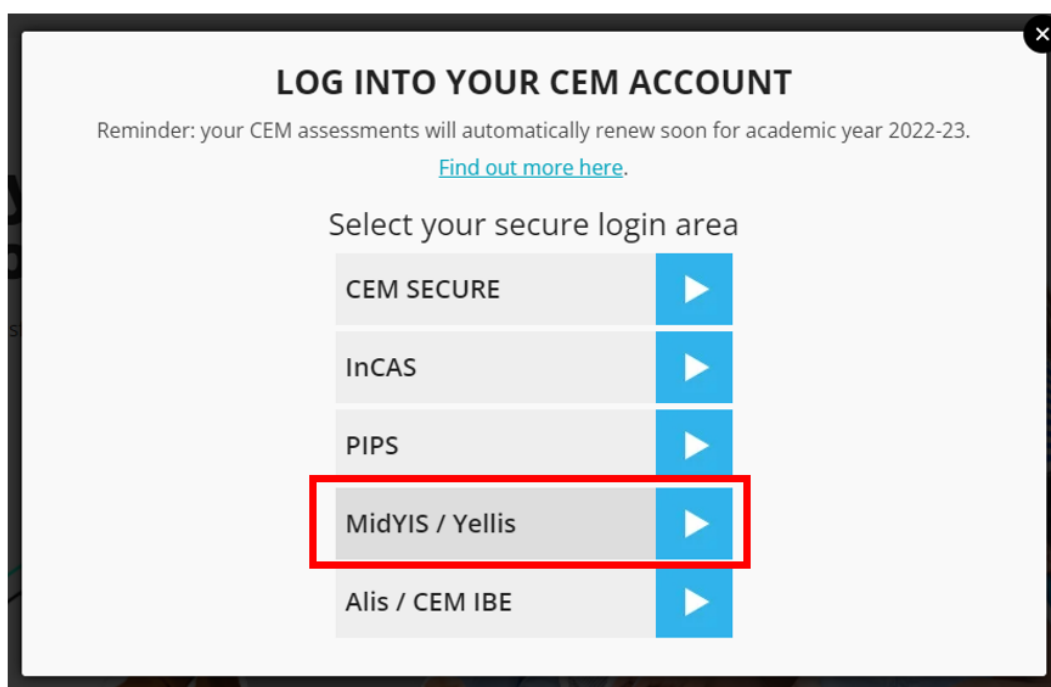 LOG INTO YOUR CEM ACCOUNT
Reminder: your CEM assessments will automatically renew soon for academic year 2022-23.
Find out more here.
Select your secure login area
CEM SECURE
InCAS
PIPS
MidYIS / Yellis
Alis / CEM IBE